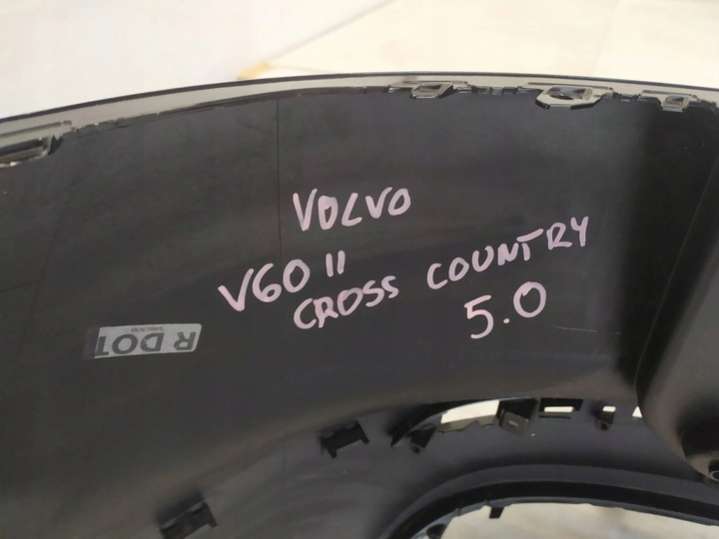 VOLVO
V60 II
CROSS COUNTRY
5.0
R DOT